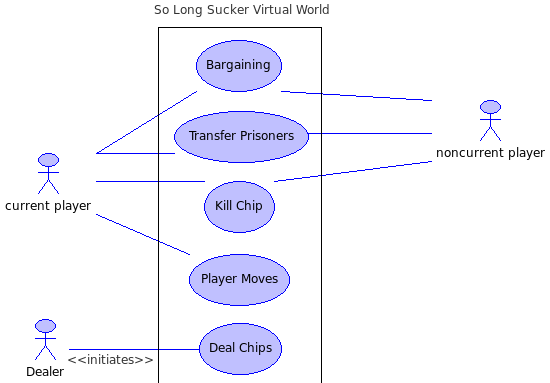 So Long Sucker Virtual World
Bargaining
Transfer Prisoners
noncurrent player
current player
Kill Chip
Player Moves
Deal Chips
<<initiates>>
Dealer